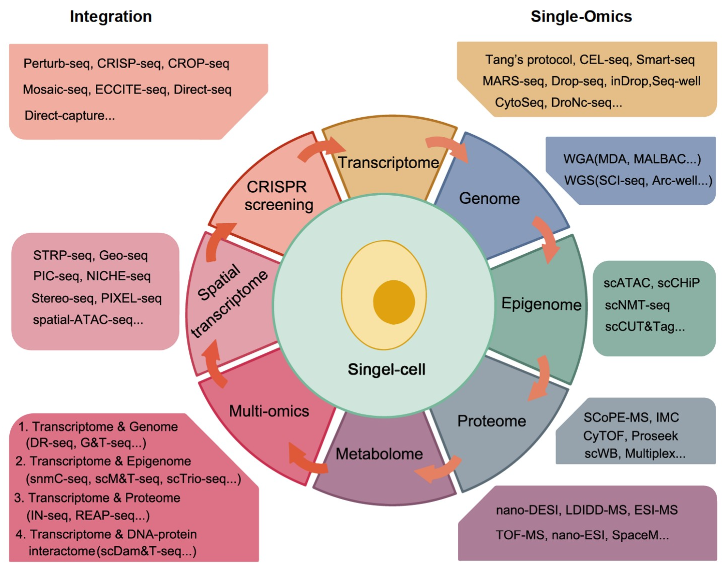 Integration
Single-Omics
Perturb-seq, CRISP-seq, CROP-seq
Mosaic-seq, ECCITE-seq, Direct-seq
Direct-capture...
Tang's protocol, CEL-seq, Smart-seq
MARS-seq, Drop-seq, inDrop,Seq-well
CytoSeq, DroNc-seq...
Transcriptome
CRISPR
screening
Genome
WGA(MDA, MALBAC...)
WGS(SCI-seq, Arc-well...)
STRP-seq, Geo-seq
PIC-seq, NICHE-seq
Stereo-seq, PIXEL-seq
spatial-ATAC-seq...
Spatial
transcriptome
Epigenome
scATAC, scCHiP
scNMT-seq
scCUT&Tag...
Singel-cell
Multi-omics
Proteome
Metabolome
SCoPE-MS, IMC
CyTOF, Proseek
scWB, Multiplex...
1. Transcriptome & Genome
(DR-seq, G&T-seq...)
2. Transcriptome & Epigenome
(snmC-seq, scM&T-seq, scTrio-seq...)
3. Transcriptome & Proteome
(IN-seq, REAP-seq...)
4. Transcriptome & DNA-protein
interactome(scDam&T-seq...)
nano-DESI, LDIDD-MS, ESI-MS
TOF-MS, nano-ESI, SpaceM...